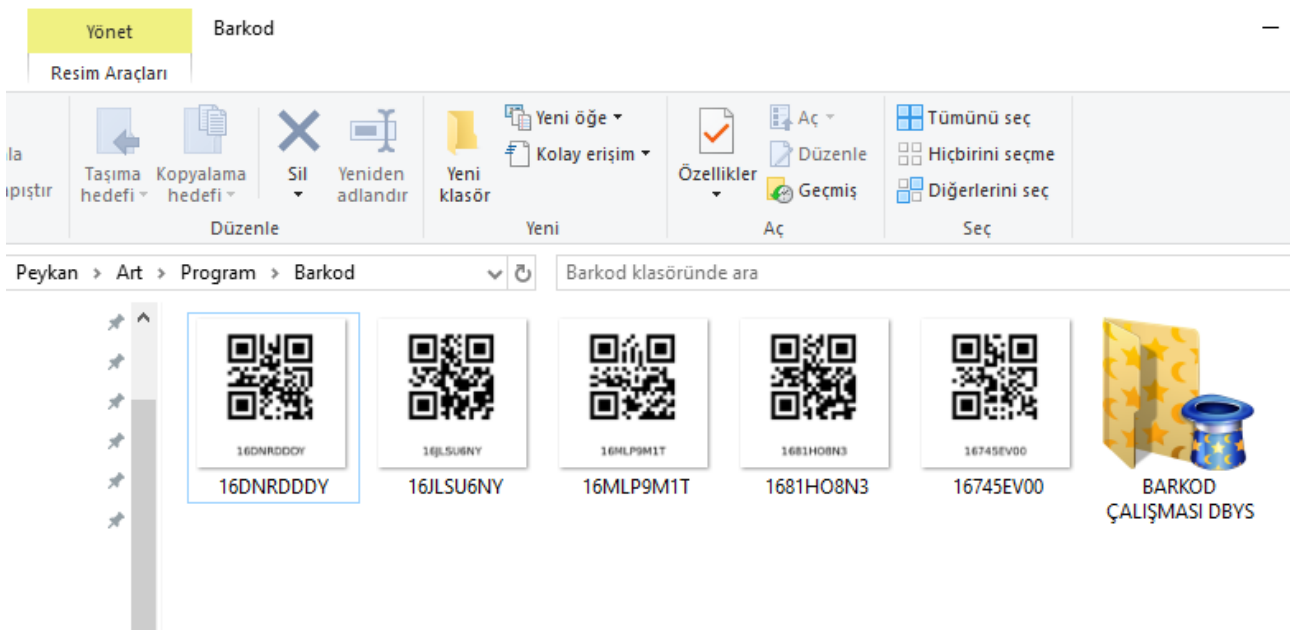 Yönet
Barkod
Resim Araçları
la
apıştır
Taşıma hedefi
Kopyalama hedefi
Sil
Yeniden adlandır
Düzenle
Yeni klasör
Yeni öğe
Kolay erişim
Yeni
Özellikler
Aç
Düzenle
Geçmiş
Aç
Tümünü seç
Hiçbirini seçme
Diğerlerini seç
Seç
Peykan > Art > Program > Barkod
Barkod klasöründe ara
16DNRDDDY
16JLSU6NY
16MLP9M1T
1681HO8N3
16745EV00
16DNRDDDY
16JLSU6NY
16MLP9M1T
1681HO8N3
16745EV00
BARKOD
ÇALIŞMASI DBYS